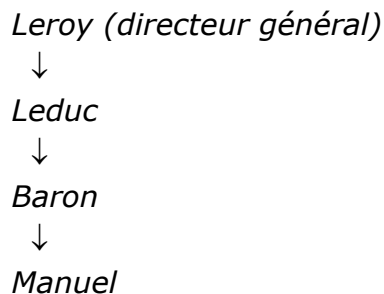 Leroy (directeur général)
↓
Leduc
↓
Baron
↓
Manuel